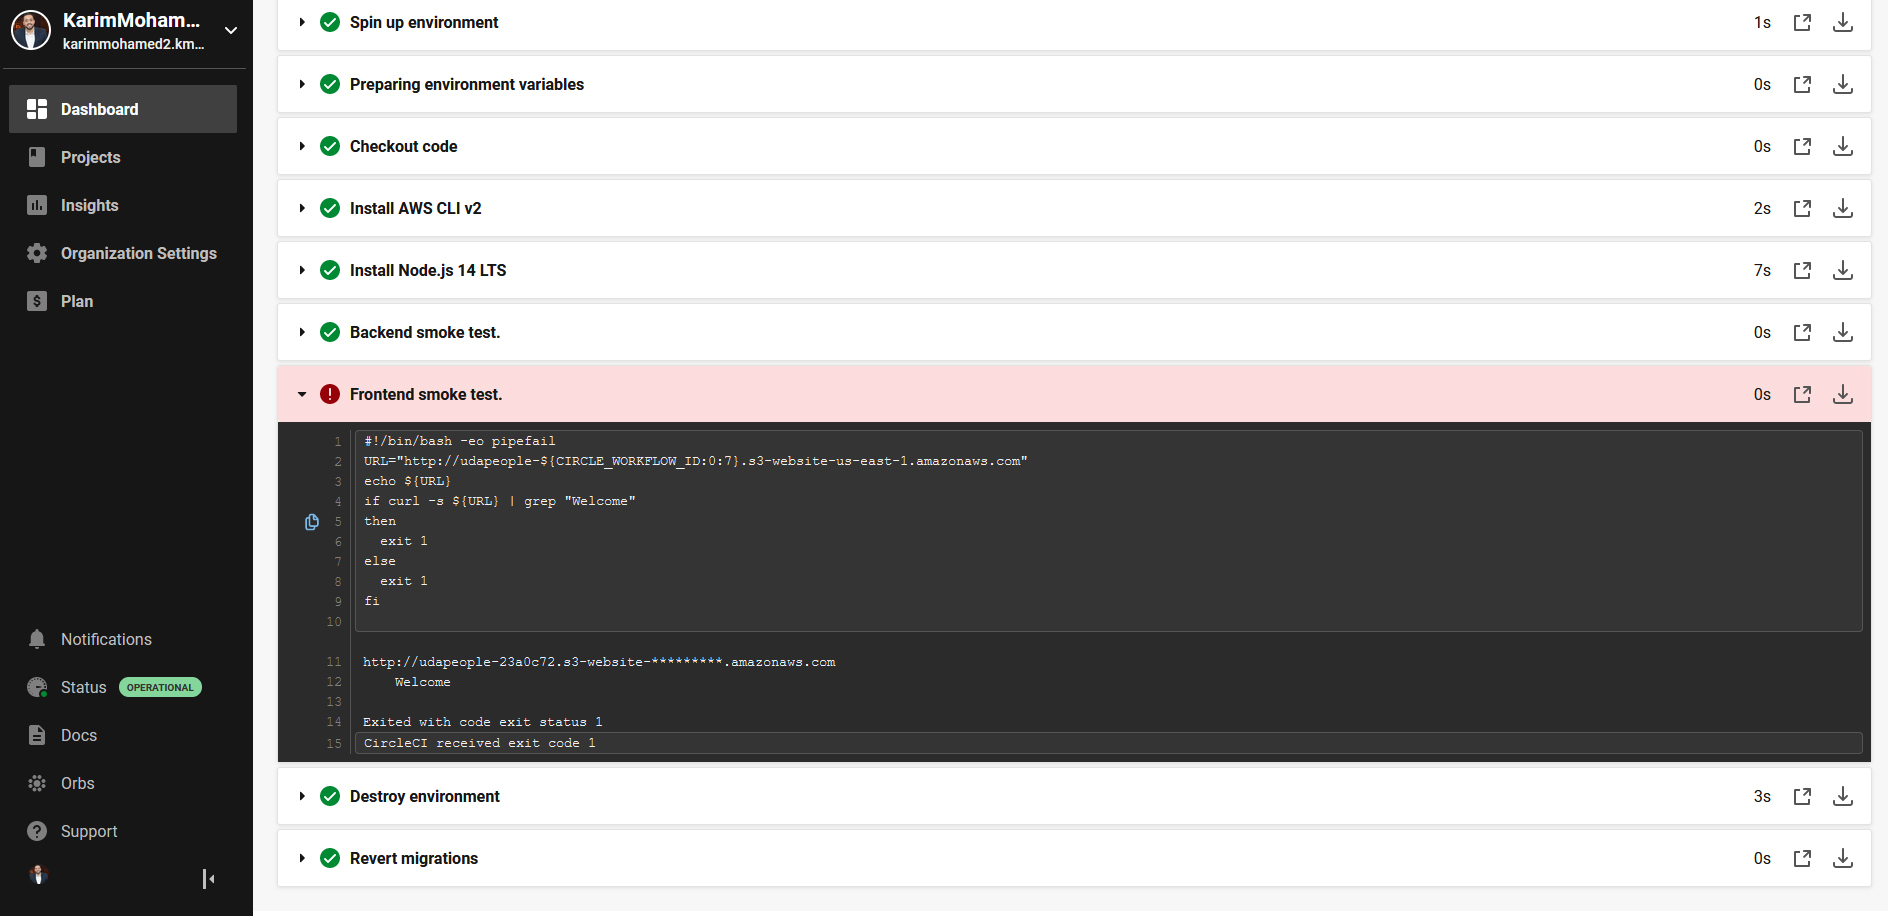 KarimMoham...
karimmohamed2.km...
Dashboard
Projects
Insights
Organization Settings
Plan
Notifications
Status OPERATIONAL
Docs
Orbs
Support
Spin up environment 1s
Preparing environment variables 0s
Checkout code 0s
Install AWS CLI v2 2s
Install Node.js 14 LTS 7s
Backend smoke test. 0s
Frontend smoke test. 0s
1 #!/bin/bash -eo pipefail
2 URL="http://udapeople-${CIRCLE_WORKFLOW_ID:0:7}.s3-website-us-east-1.amazonaws.com"
3 echo ${URL}
4 if curl -s ${URL} | grep "Welcome"
5 then
6 exit 1
7 else
8 exit 1
9 fi
10
11 http://udapeople-23a0c72.s3-website-*********.amazonaws.com
12 Welcome
13
14 Exited with code exit status 1
15 CircleCI received exit code 1
Destroy environment 3s
Revert migrations 0s